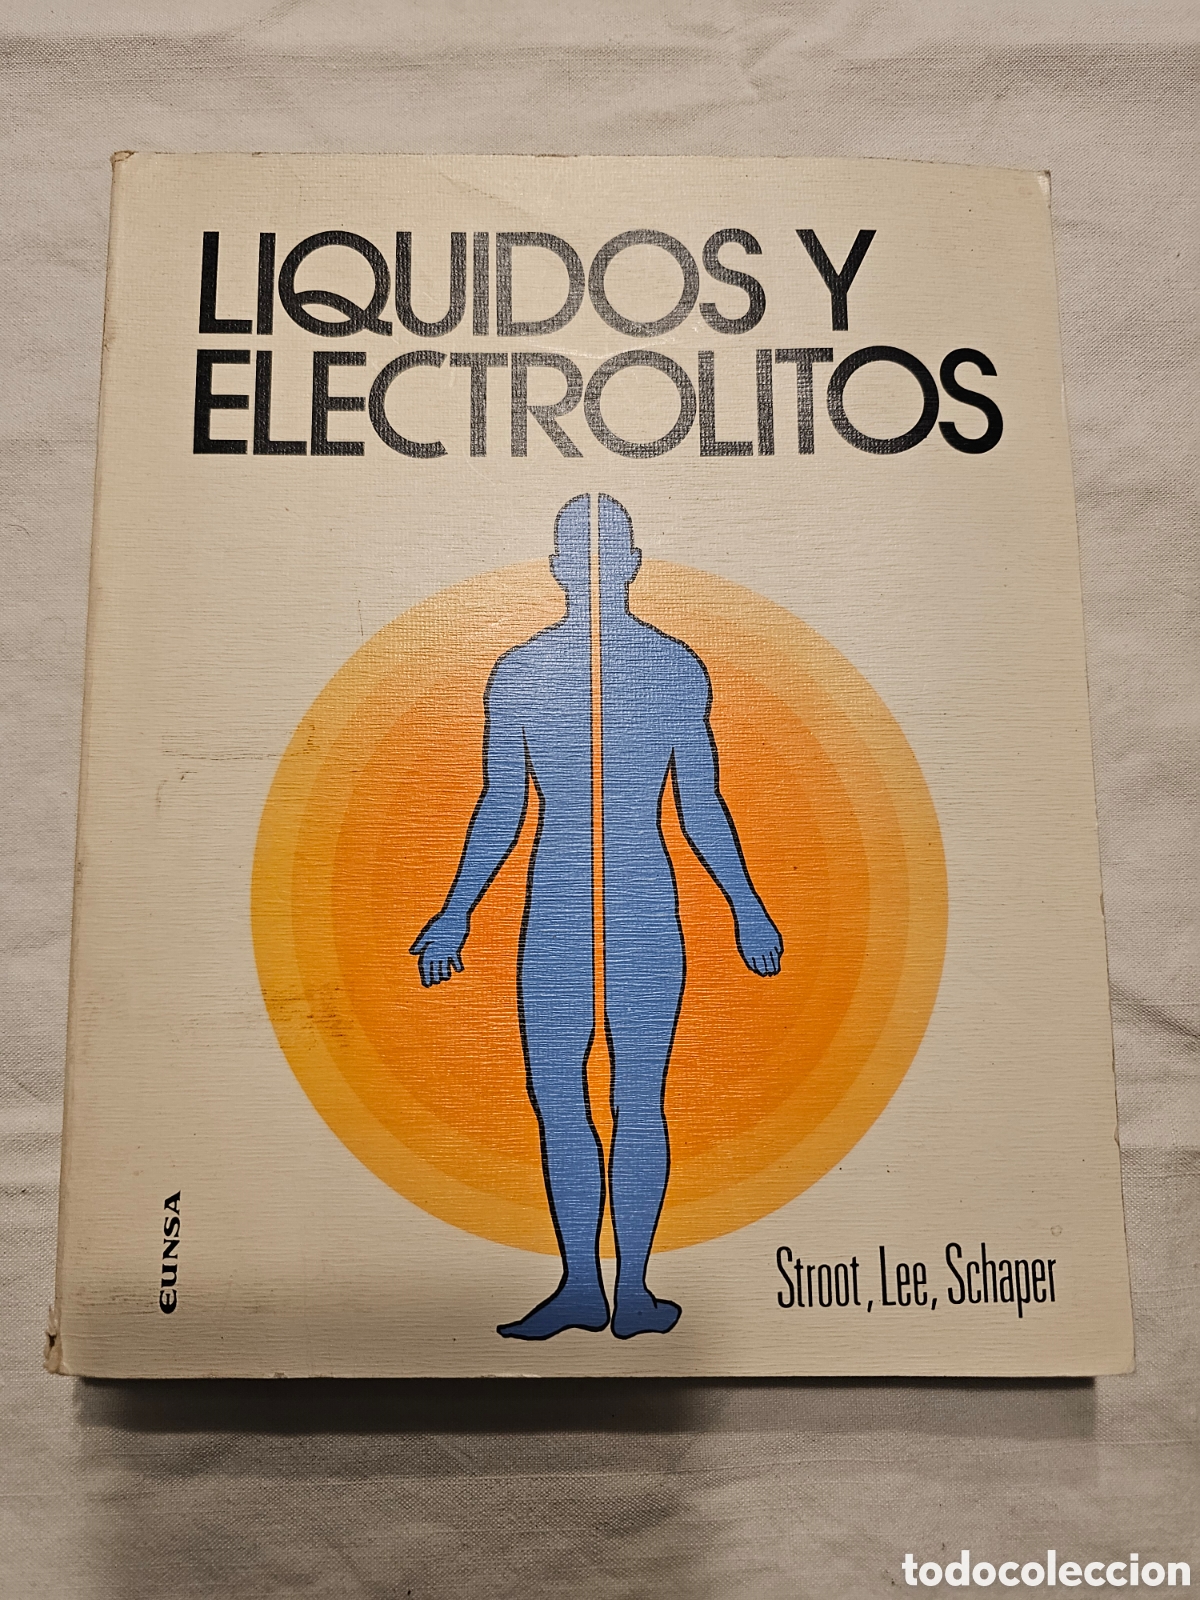 LIQUIDOS Y
ELECTROLITOS
EUNSA
Stroot, Lee, Schaper
todocoleccion